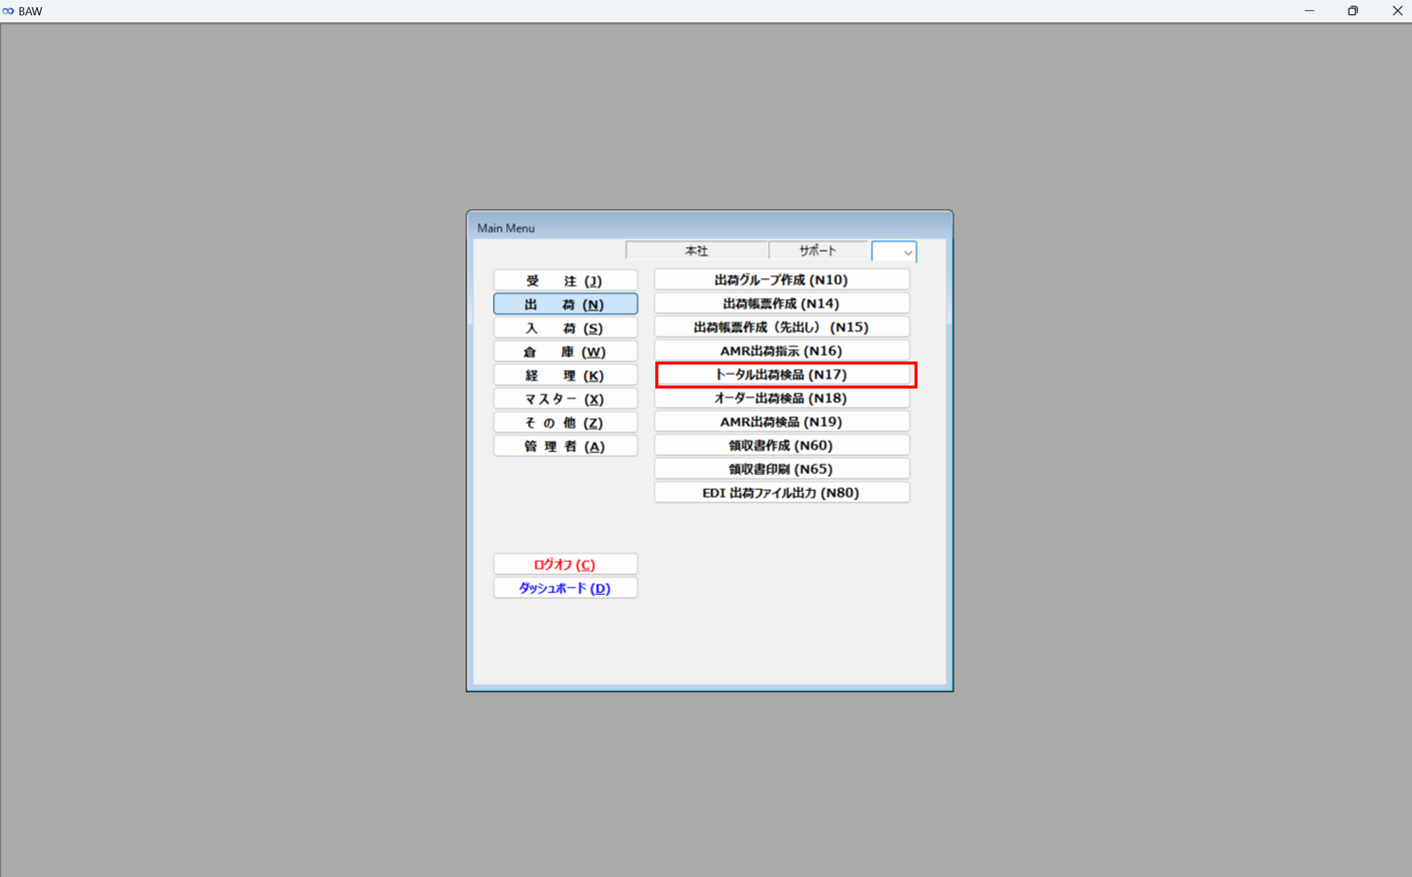 BAW
Main Menu
本社 サポート
受 注 (J)
出 荷 (N)
入 荷 (S)
倉 庫 (W)
経 理 (K)
マスター (X)
そ の 他 (Z)
管 理 者 (A)
ログオフ (C)
ダッシュボード (D)
出荷グループ作成 (N10)
出荷帳票作成 (N14)
出荷帳票作成（先出し） (N15)
AMR出荷指示 (N16)
トータル出荷検品 (N17)
オーダー出荷検品 (N18)
AMR出荷検品 (N19)
領収書作成 (N60)
領収書印刷 (N65)
EDI 出荷ファイル出力 (N80)